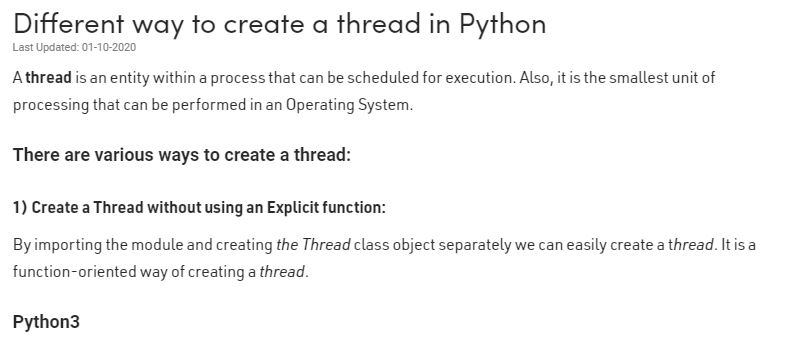 Different way to create a thread in Python
Last Updated: 01-10-2020
A thread is an entity within a process that can be scheduled for execution. Also, it is the smallest unit of
processing that can be performed in an Operating System.
There are various ways to create a thread:
1) Create a Thread without using an Explicit function:
By importing the module and creating the Thread class object separately we can easily create a thread. It is a
function-oriented way of creating a thread.
Python3